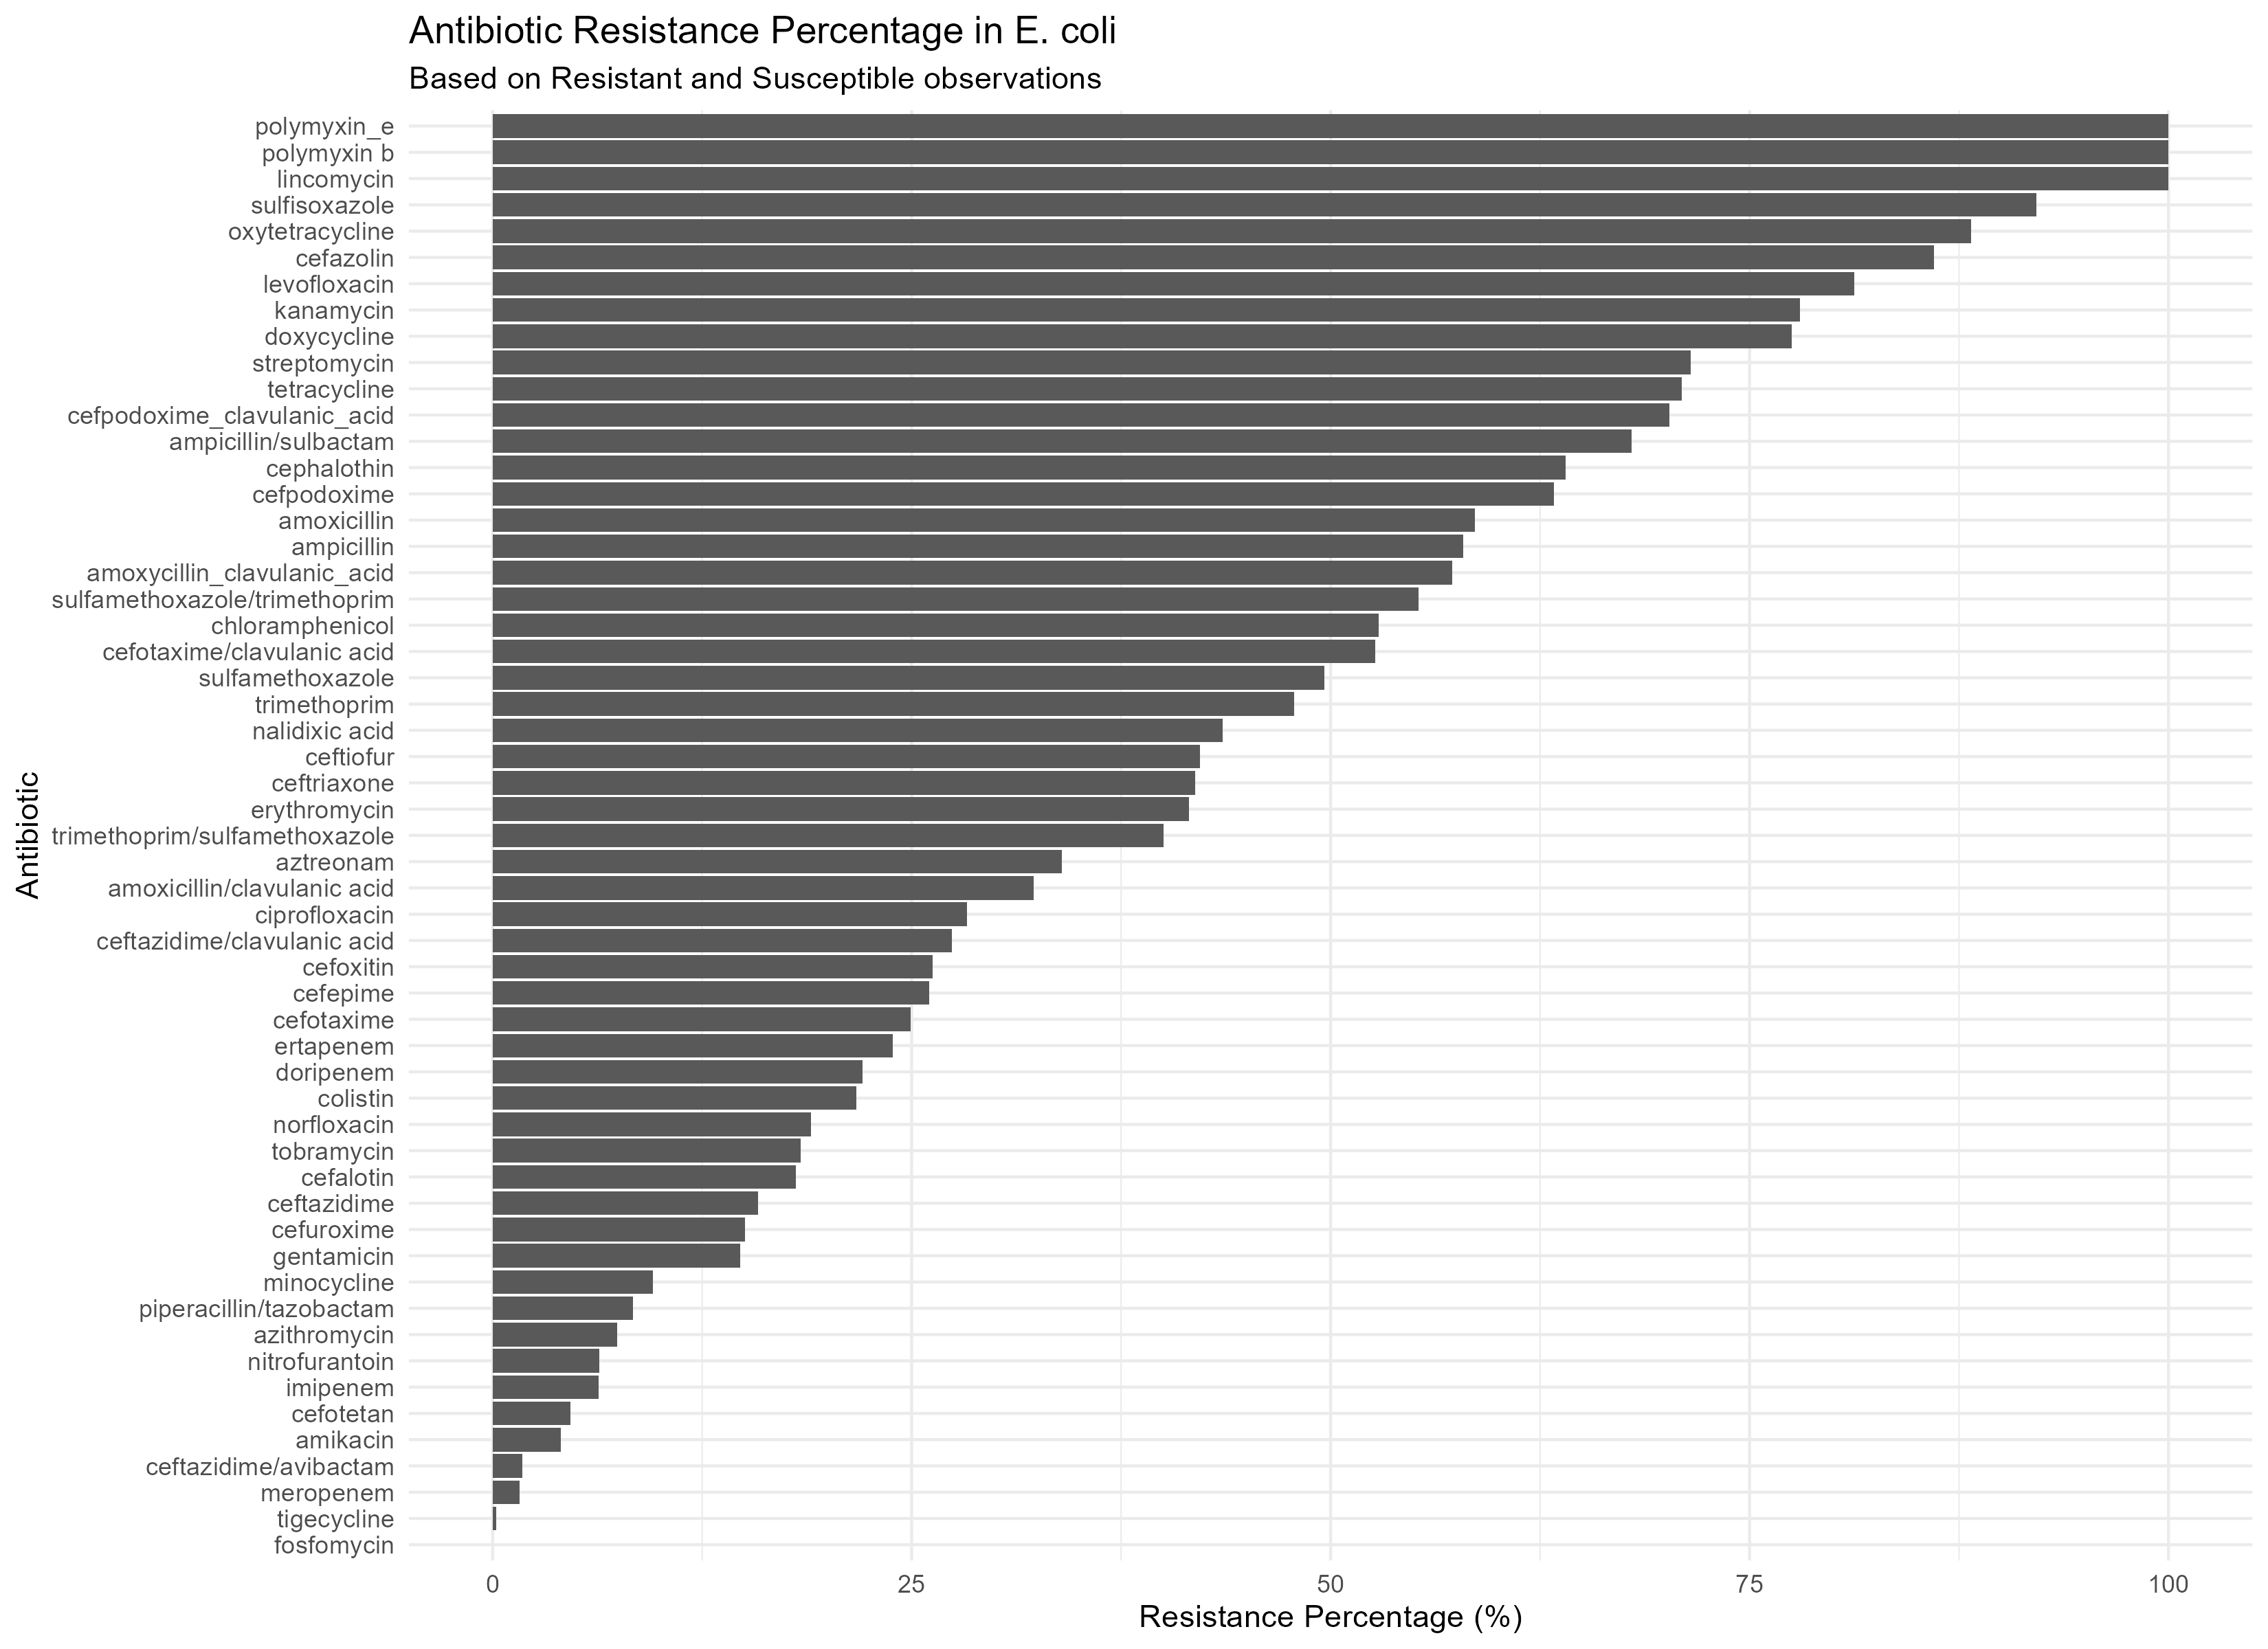 Antibiotic Resistance Percentage in E. coli
Based on Resistant and Susceptible observations
polymyxin_e
polymyxin b
lincomycin
sulfisoxazole
oxytetracycline
cefazolin
levofloxacin
kanamycin
doxycycline
streptomycin
tetracycline
cefpodoxime_clavulanic_acid
ampicillin/sulbactam
cephalothin
cefpodoxime
amoxicillin
ampicillin
amoxycillin_clavulanic_acid
sulfamethoxazole/trimethoprim
chloramphenicol
cefotaxime/clavulanic acid
sulfamethoxazole
trimethoprim
nalidixic acid
ceftiofur
ceftriaxone
erythromycin
trimethoprim/sulfamethoxazole
aztreonam
amoxicillin/clavulanic acid
ciprofloxacin
ceftazidime/clavulanic acid
cefoxitin
cefepime
cefotaxime
ertapenem
doripenem
colistin
norfloxacin
tobramycin
cefalotin
ceftazidime
cefuroxime
gentamicin
minocycline
piperacillin/tazobactam
azithromycin
nitrofurantoin
imipenem
cefotetan
amikacin
ceftazidime/avibactam
meropenem
tigecycline
fosfomycin
Antibiotic
0 25 50 75 100
Resistance Percentage (%)